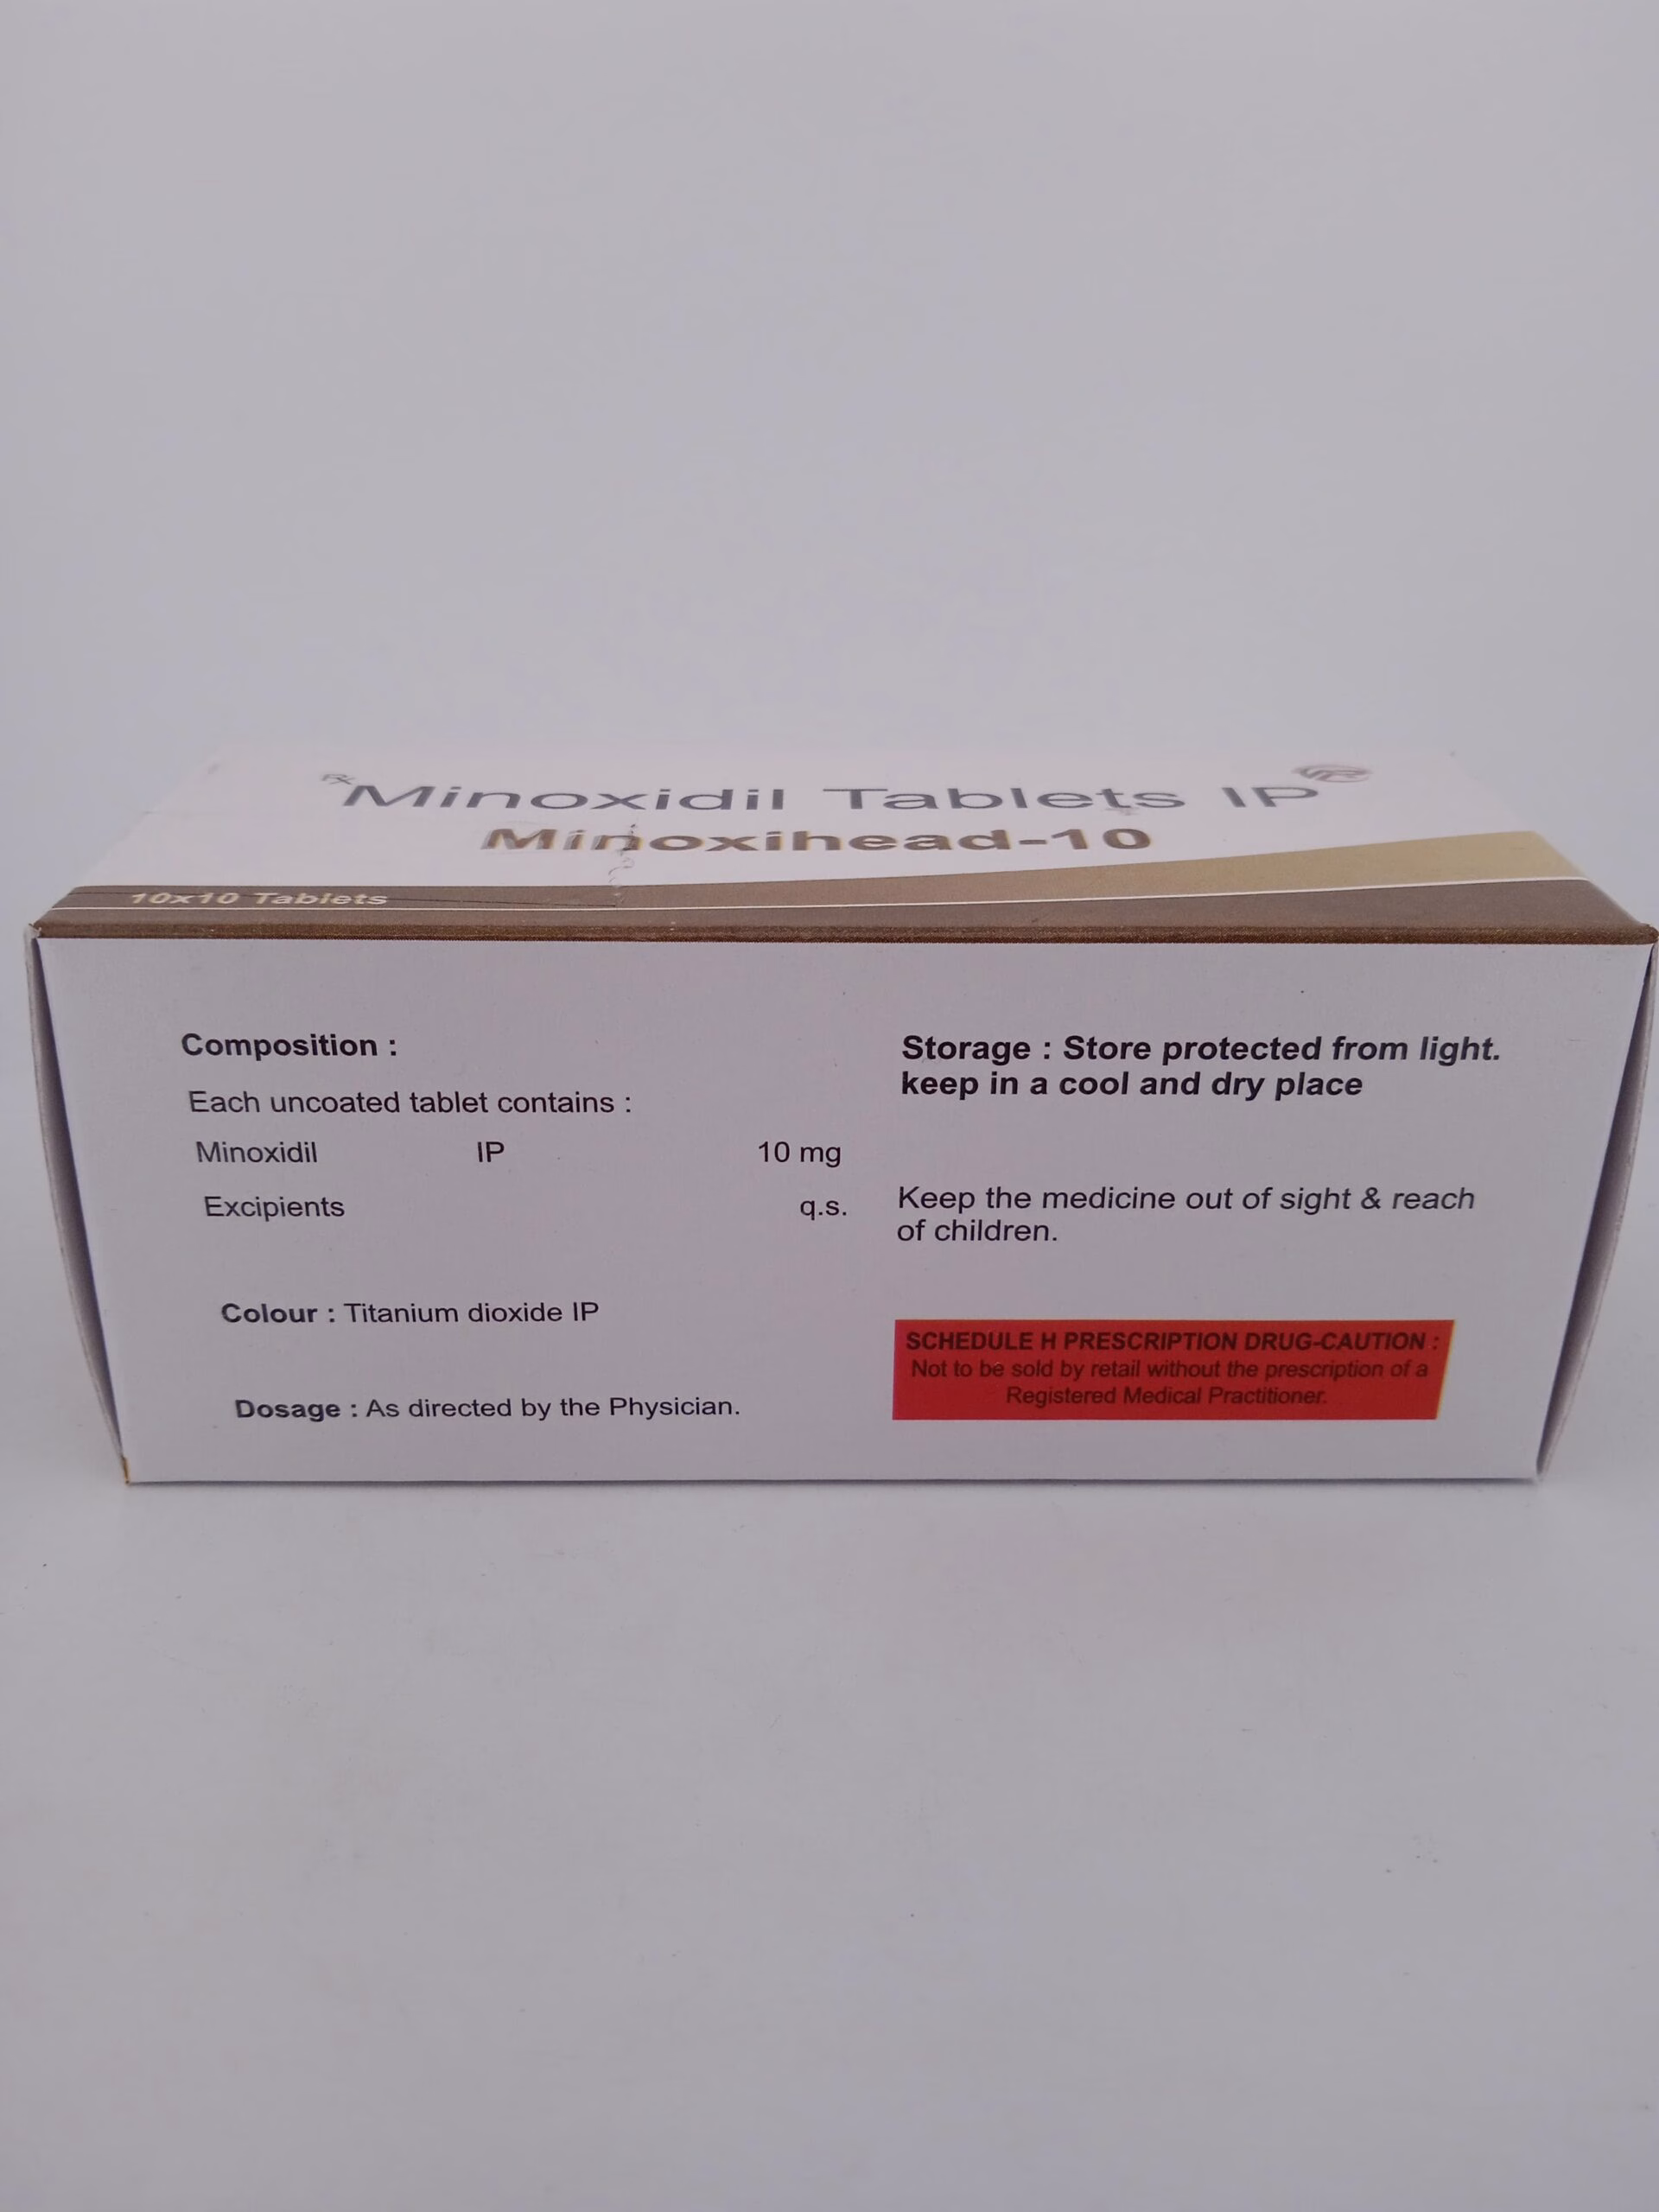 Rx
Minoxidil Tablets IP
Minoxihead-10
10x10 Tablets
Composition :
Each uncoated tablet contains :
Minoxidil IP 10 mg
Excipients q.s.
Colour : Titanium dioxide IP
Dosage : As directed by the Physician.
Storage : Store protected from light.
keep in a cool and dry place
Keep the medicine out of sight & reach
of children.
SCHEDULE H PRESCRIPTION DRUG-CAUTION :
Not to be sold by retail without the prescription of a
Registered Medical Practitioner.